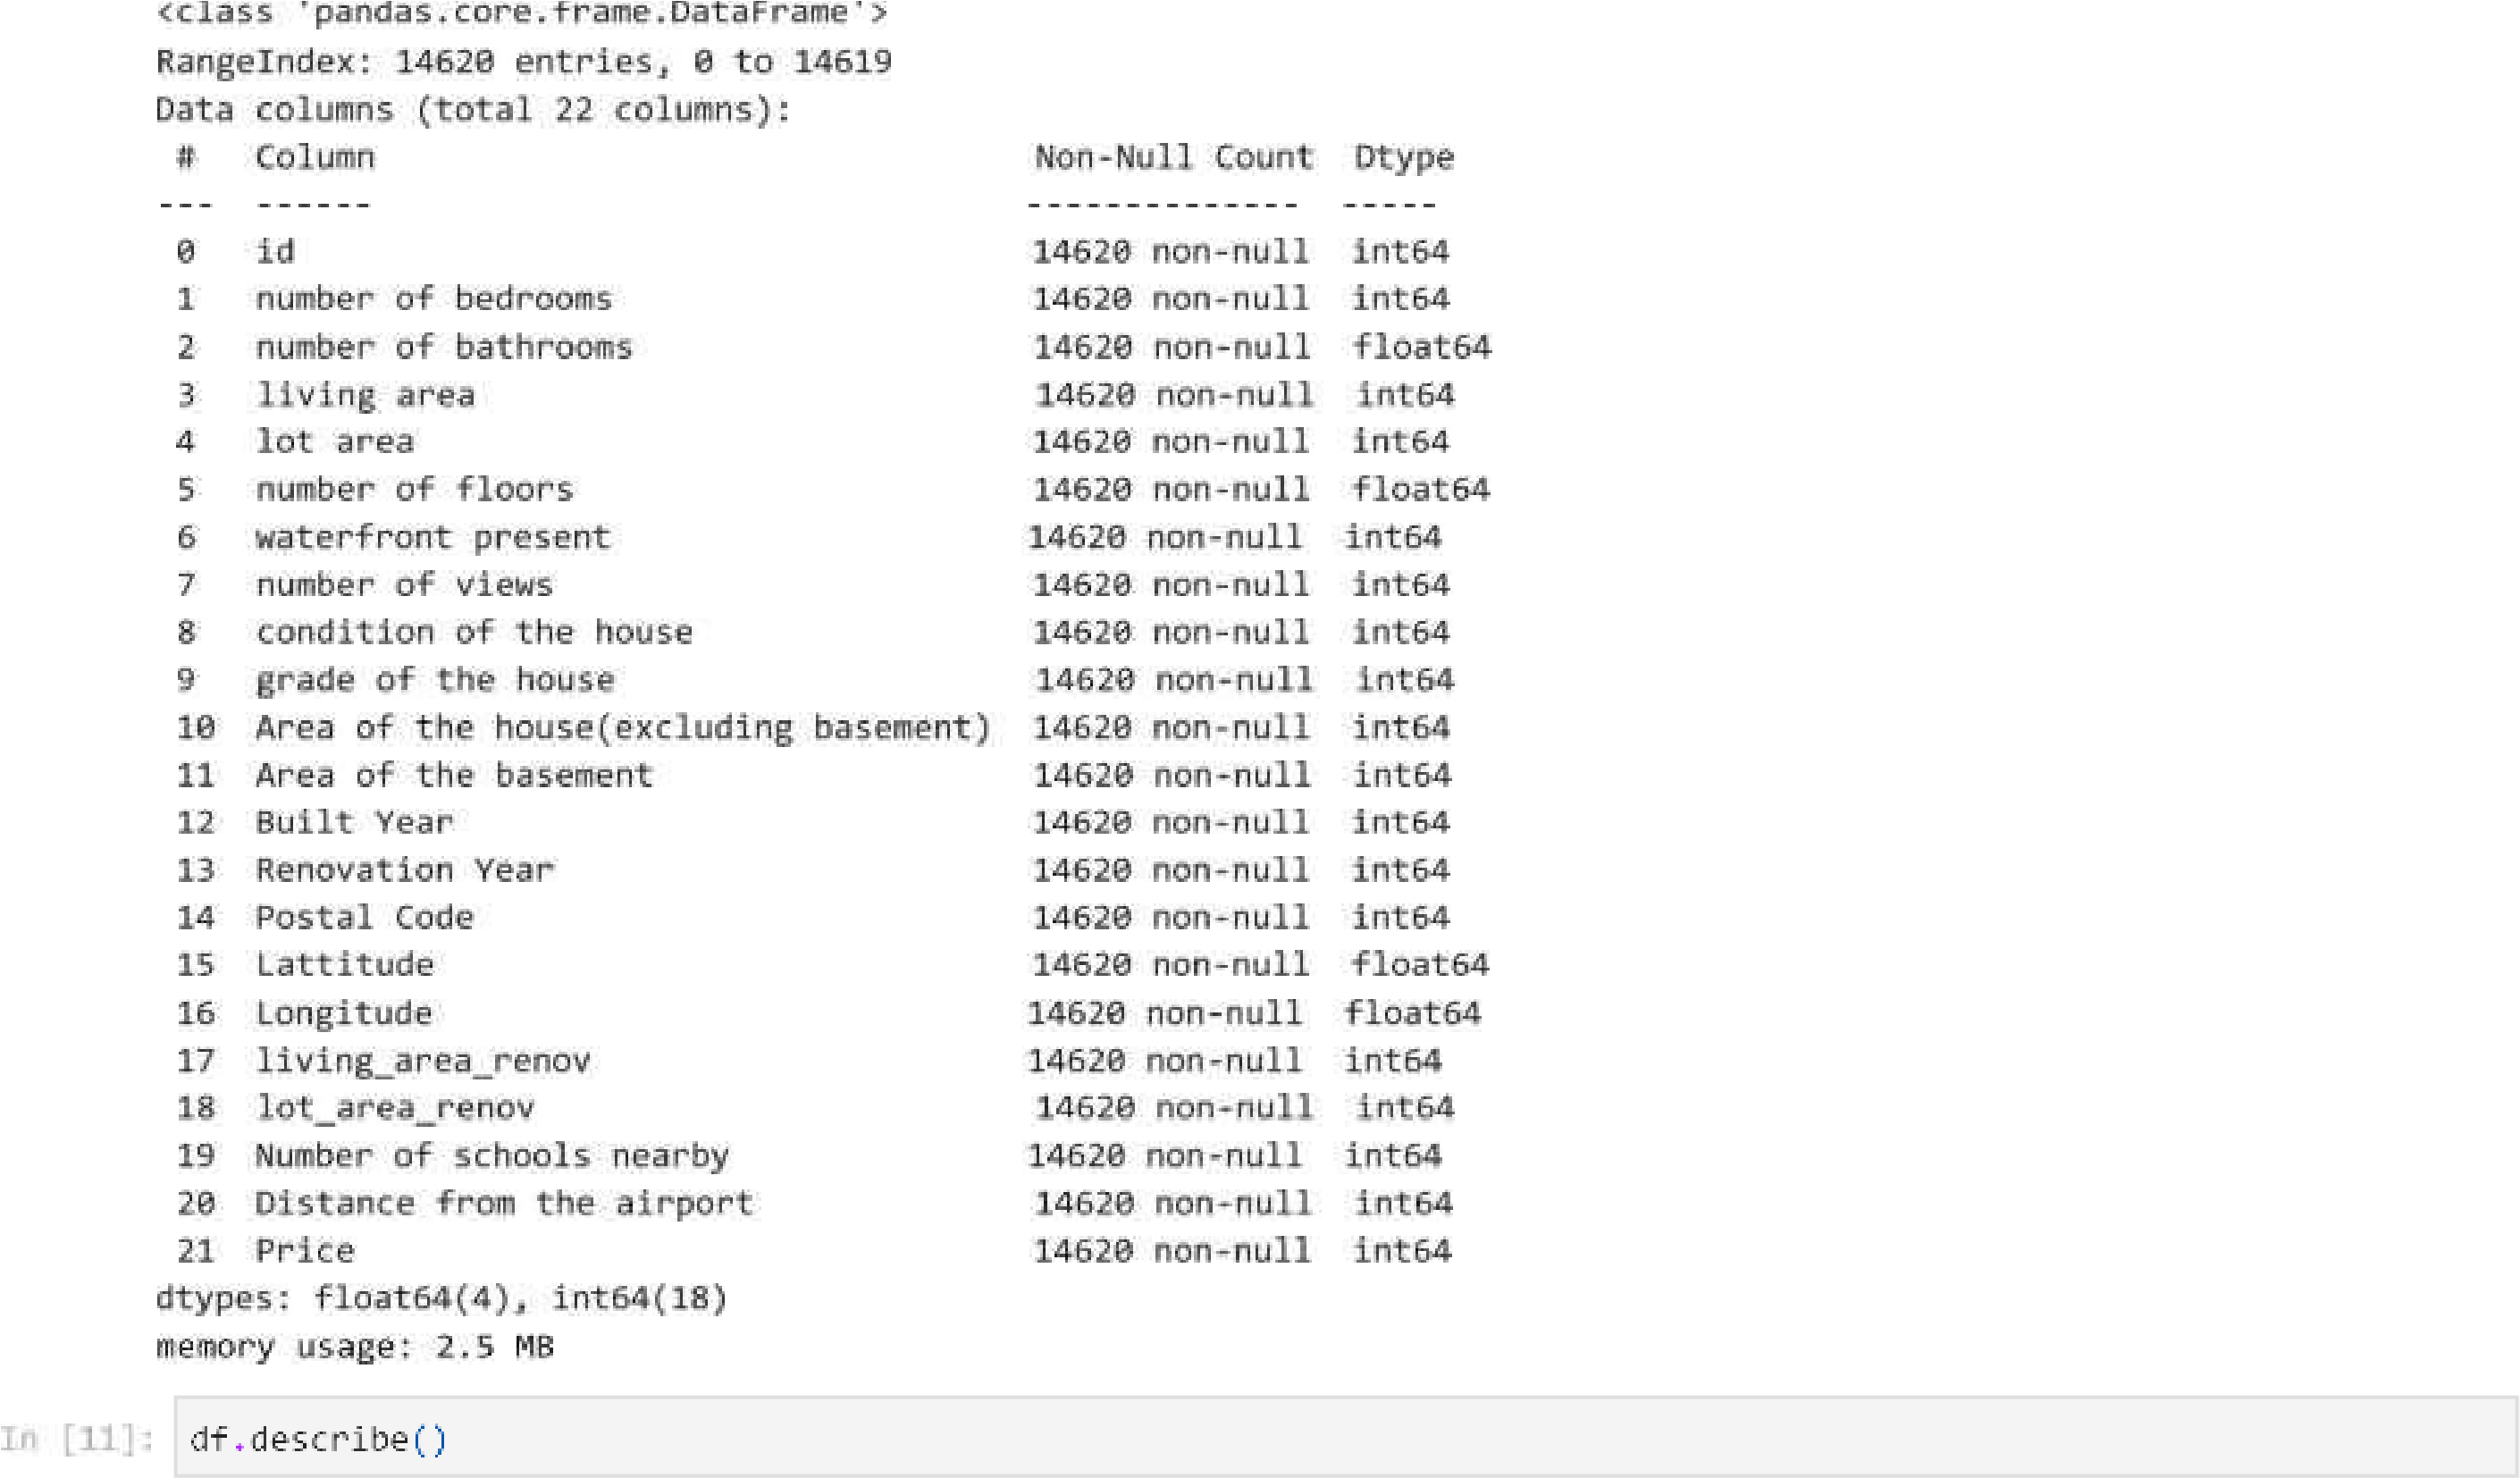 <class 'pandas.core.frame.DataFrame'>
RangeIndex: 14620 entries, 0 to 14619
Data columns (total 22 columns):
#   Column                                 Non-Null Count  Dtype
---  ------                                 --------------  -----
0   id                                     14620 non-null  int64
1   number of bedrooms                     14620 non-null  int64
2   number of bathrooms                    14620 non-null  float64
3   living area                            14620 non-null  int64
4   lot area                               14620 non-null  int64
5   number of floors                       14620 non-null  float64
6   waterfront present                     14620 non-null  int64
7   number of views                        14620 non-null  int64
8   condition of the house                 14620 non-null  int64
9   grade of the house                     14620 non-null  int64
10  Area of the house(excluding basement)  14620 non-null  int64
11  Area of the basement                   14620 non-null  int64
12  Built Year                             14620 non-null  int64
13  Renovation Year                        14620 non-null  int64
14  Postal Code                            14620 non-null  int64
15  Lattitude                              14620 non-null  float64
16  Longitude                              14620 non-null  float64
17  living_area_renov                      14620 non-null  int64
18  lot_area_renov                         14620 non-null  int64
19  Number of schools nearby               14620 non-null  int64
20  Distance from the airport              14620 non-null  int64
21  Price                                  14620 non-null  int64
dtypes: float64(4), int64(18)
memory usage: 2.5 MB
In [11]: df.describe()